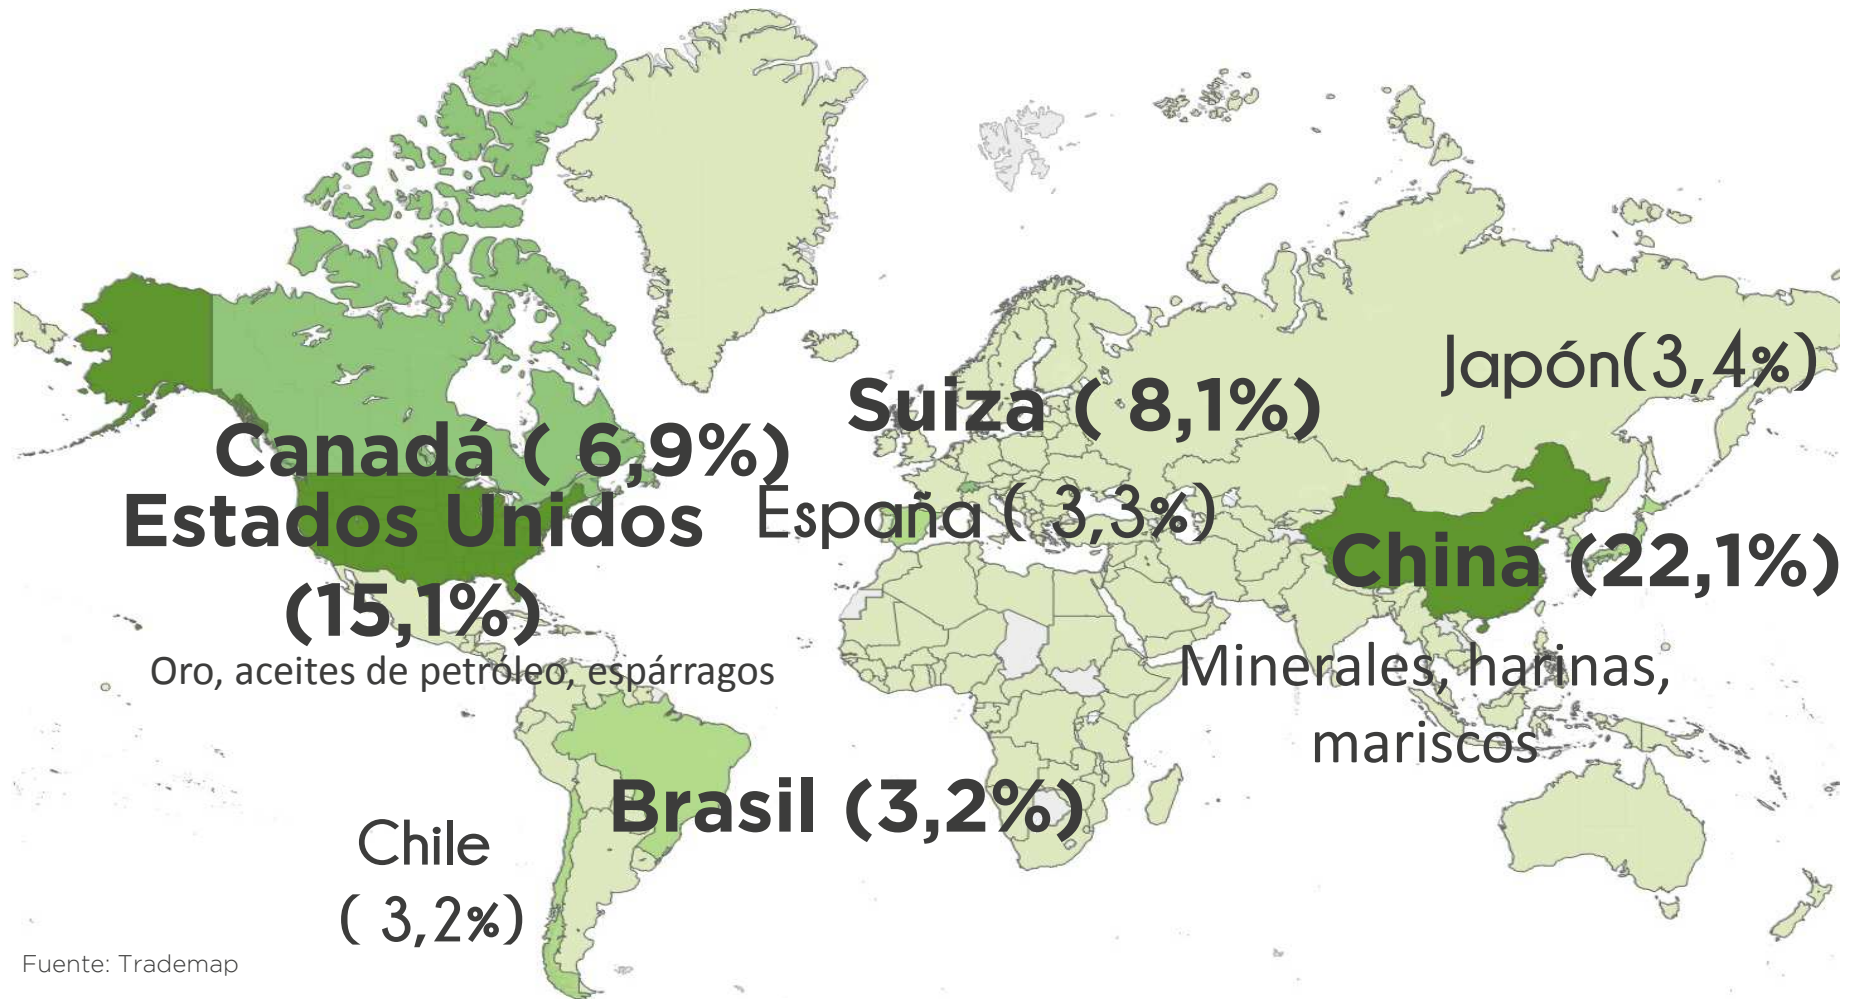 Japón(3,4%)
Suiza ( 8,1%)
Canadá ( 6,9%)
Estados Unidos
(15,1%)
Oro, aceites de petróleo, espárragos
España ( 3,3%)
China (22,1%)
Minerales, harinas,
mariscos
Brasil (3,2%)
Chile
( 3,2%)
Fuente: Trademap